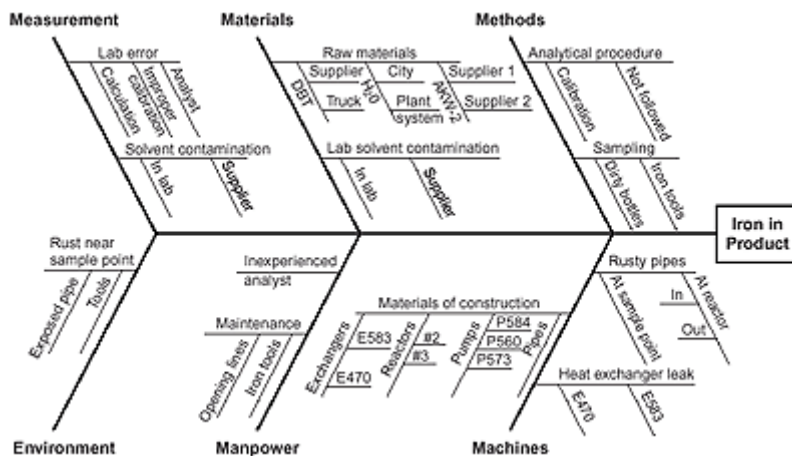 Measurement
Materials
Methods
Lab error
Raw materials
Analytical procedure
Calculation
Improper
calibration
Analyst
DBT
Supplier
Truck
H₂0
City
Plant
system
AKW-2
Supplier 1
Supplier 2
Calibration
Not followed
Solvent contamination
Lab solvent contamination
Sampling
In lab
Supplier
In lab
Supplier
Dirty bottles
Iron tools
Iron in
Product
Rust near
sample point
Exposed pipe
Tools
Inexperienced
analyst
Maintenance
Opening lines
Iron tools
Materials of construction
Exchangers
E583
E470
Reactors
#2
#3
Pumps
P584
P560
P573
Pipes
Rusty pipes
At sample point
At reactor
In
Out
Heat exchanger leak
E470
E583
Environment
Manpower
Machines